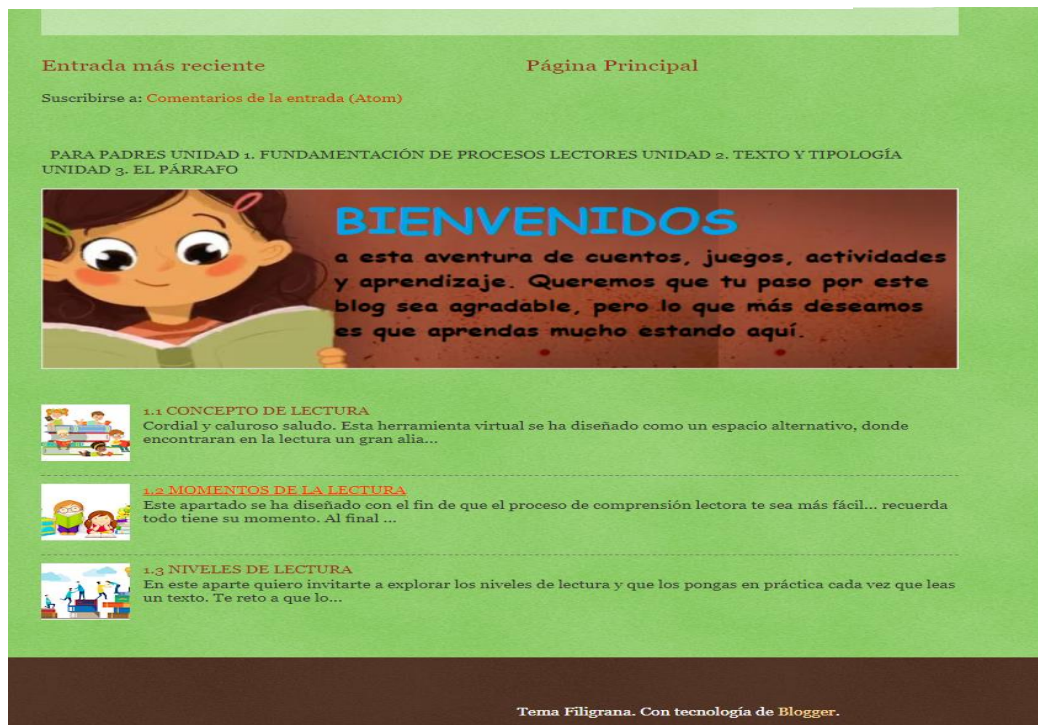 Entrada más reciente
Página Principal
Suscribirse a: Comentarios de la entrada (Atom)
PARA PADRES UNIDAD 1. FUNDAMENTACIÓN DE PROCESOS LECTORES UNIDAD 2. TEXTO Y TIPOLOGÍA
UNIDAD 3. EL PÁRRAFO
BIENVENIDOS
a esta aventura de cuentos, juegos, actividades
y aprendizaje. Queremos que tu paso por este
blog sea agradable, pero lo que más deseamos
es que aprendas mucho estando aquí.
1.1 CONCEPTO DE LECTURA
Cordial y caluroso saludo. Esta herramienta virtual se ha diseñado como un espacio alternativo, donde
encontraran en la lectura un gran alia...
1.2 MOMENTOS DE LA LECTURA
Este apartado se ha diseñado con el fin de que el proceso de comprensión lectora te sea más fácil... recuerda
todo tiene su momento. Al final ...
1.3 NIVELES DE LECTURA
En este aparte quiero invitarte a explorar los niveles de lectura y que los pongas en práctica cada vez que leas
un texto. Te reto a que lo...
Tema Filigrana. Con tecnología de Blogger.